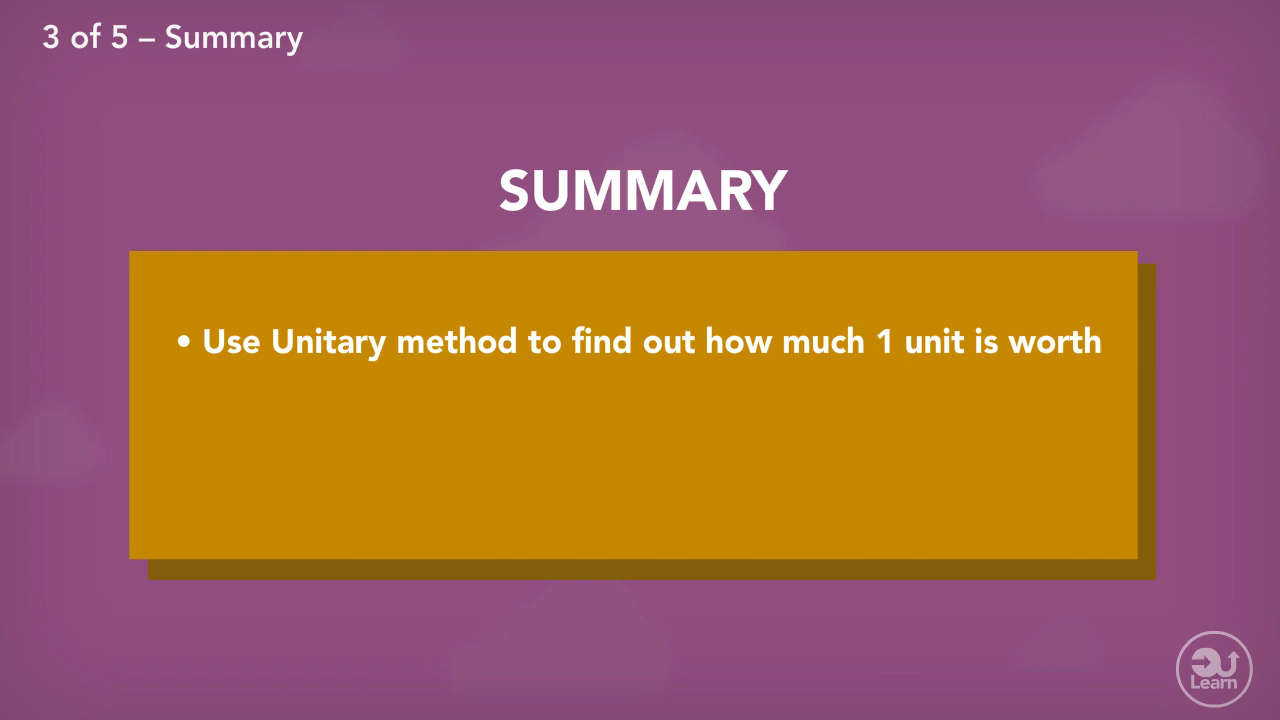 3 of 5 – Summary
SUMMARY
• Use Unitary method to find out how much 1 unit is worth
Learn